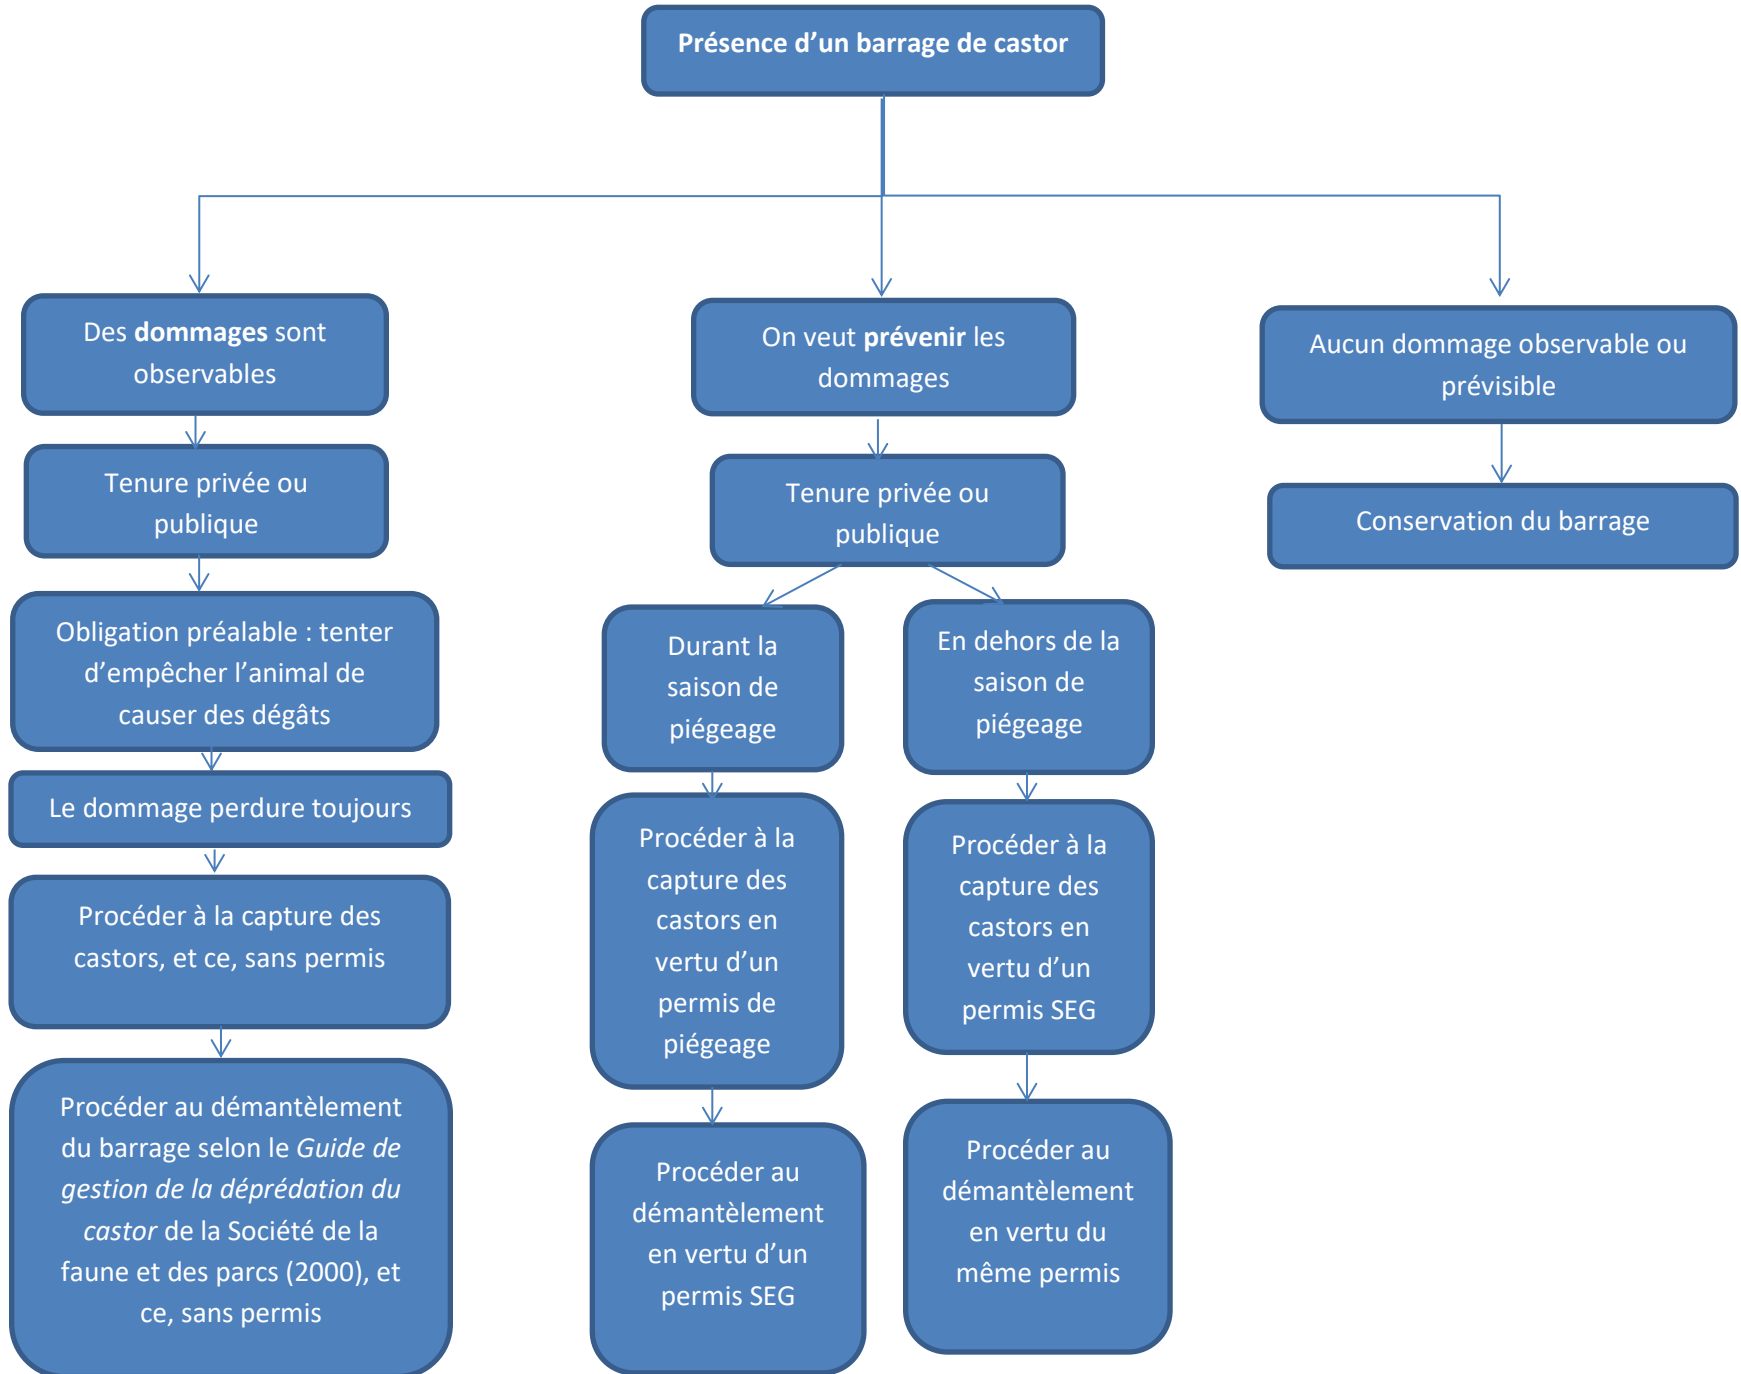 Présence d’un barrage de castor
Des dommages sont
observables
Tenure privée ou
publique
Obligation préalable : tenter
d’empêcher l’animal de
causer des dégâts
Le dommage perdure toujours
Procéder à la capture des
castors, et ce, sans permis
Procéder au démantèlement
du barrage selon le Guide de
gestion de la déprédation du
castor de la Société de la
faune et des parcs (2000), et
ce, sans permis
On veut prévenir les
dommages
Tenure privée ou
publique
Durant la
saison de
piégeage
Procéder à la
capture des
castors en
vertu d’un
permis de
piégeage
Procéder au
démantèlement
en vertu d’un
permis SEG
En dehors de la
saison de
piégeage
Procéder à la
capture des
castors en
vertu d’un
permis SEG
Procéder au
démantèlement
en vertu du
même permis
Aucun dommage observable ou
prévisible
Conservation du barrage